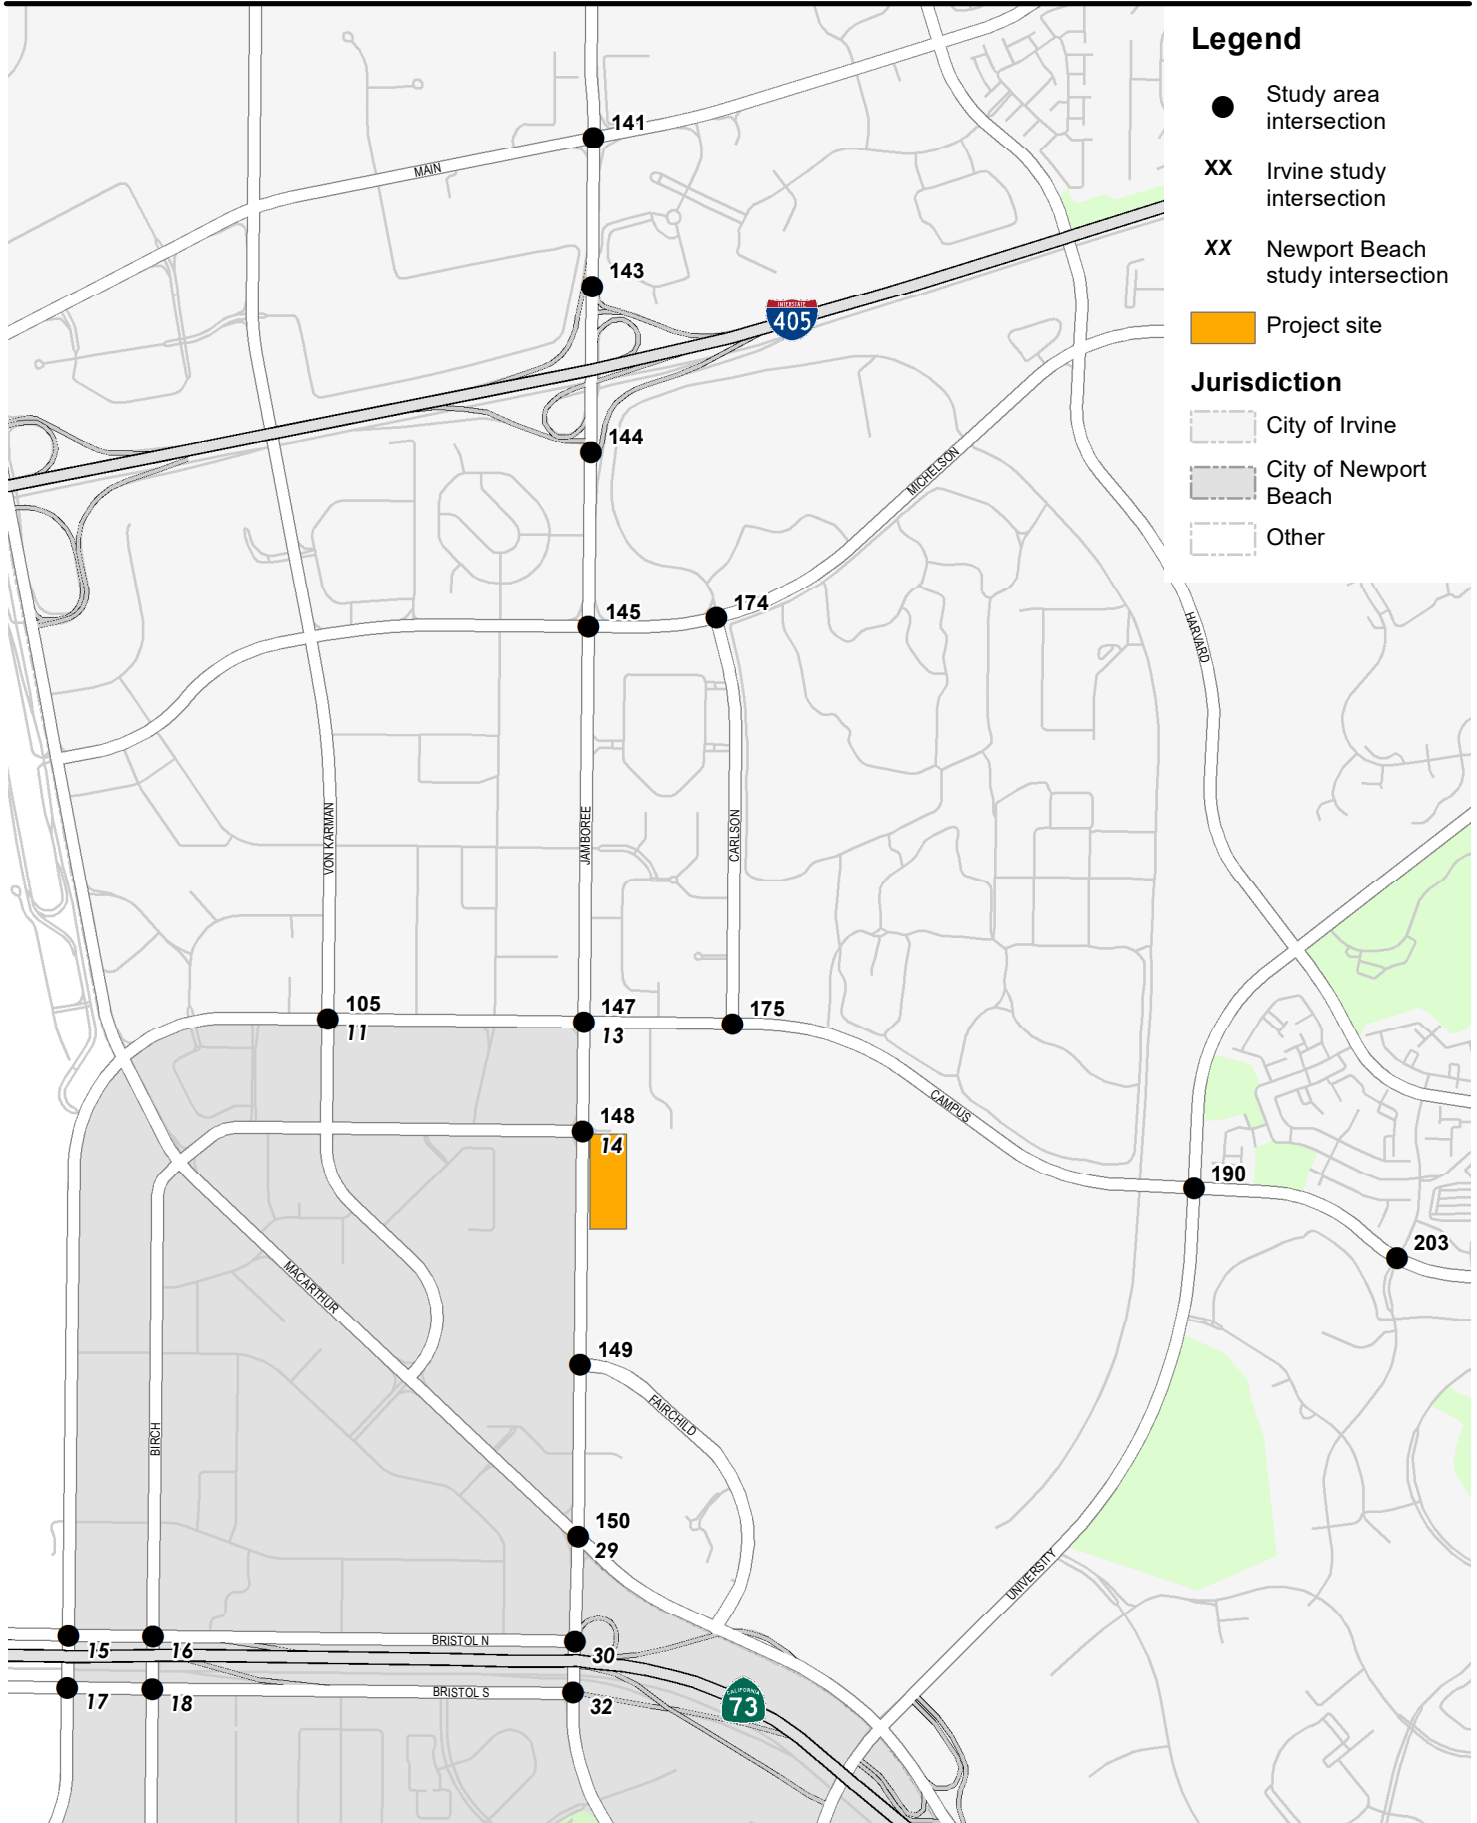 Legend
Study area
intersection
XX
Irvine study
intersection
XX
Newport Beach
study intersection
Project site
Jurisdiction
City of Irvine
City of Newport
Beach
Other
141
MAIN
143
INTERSTATE
405
144
MICHELSON
145
174
HARVARD
VON KARMAN
JAMBOREE
CARLSON
105
11
147
13
175
CAMPUS
148
14
190
203
MACARTHUR
149
FAIRCHILD
BIRCH
150
29
UNIVERSITY
15
16
BRISTOL N
30
17
18
BRISTOL S
32
CALIFORNIA
73